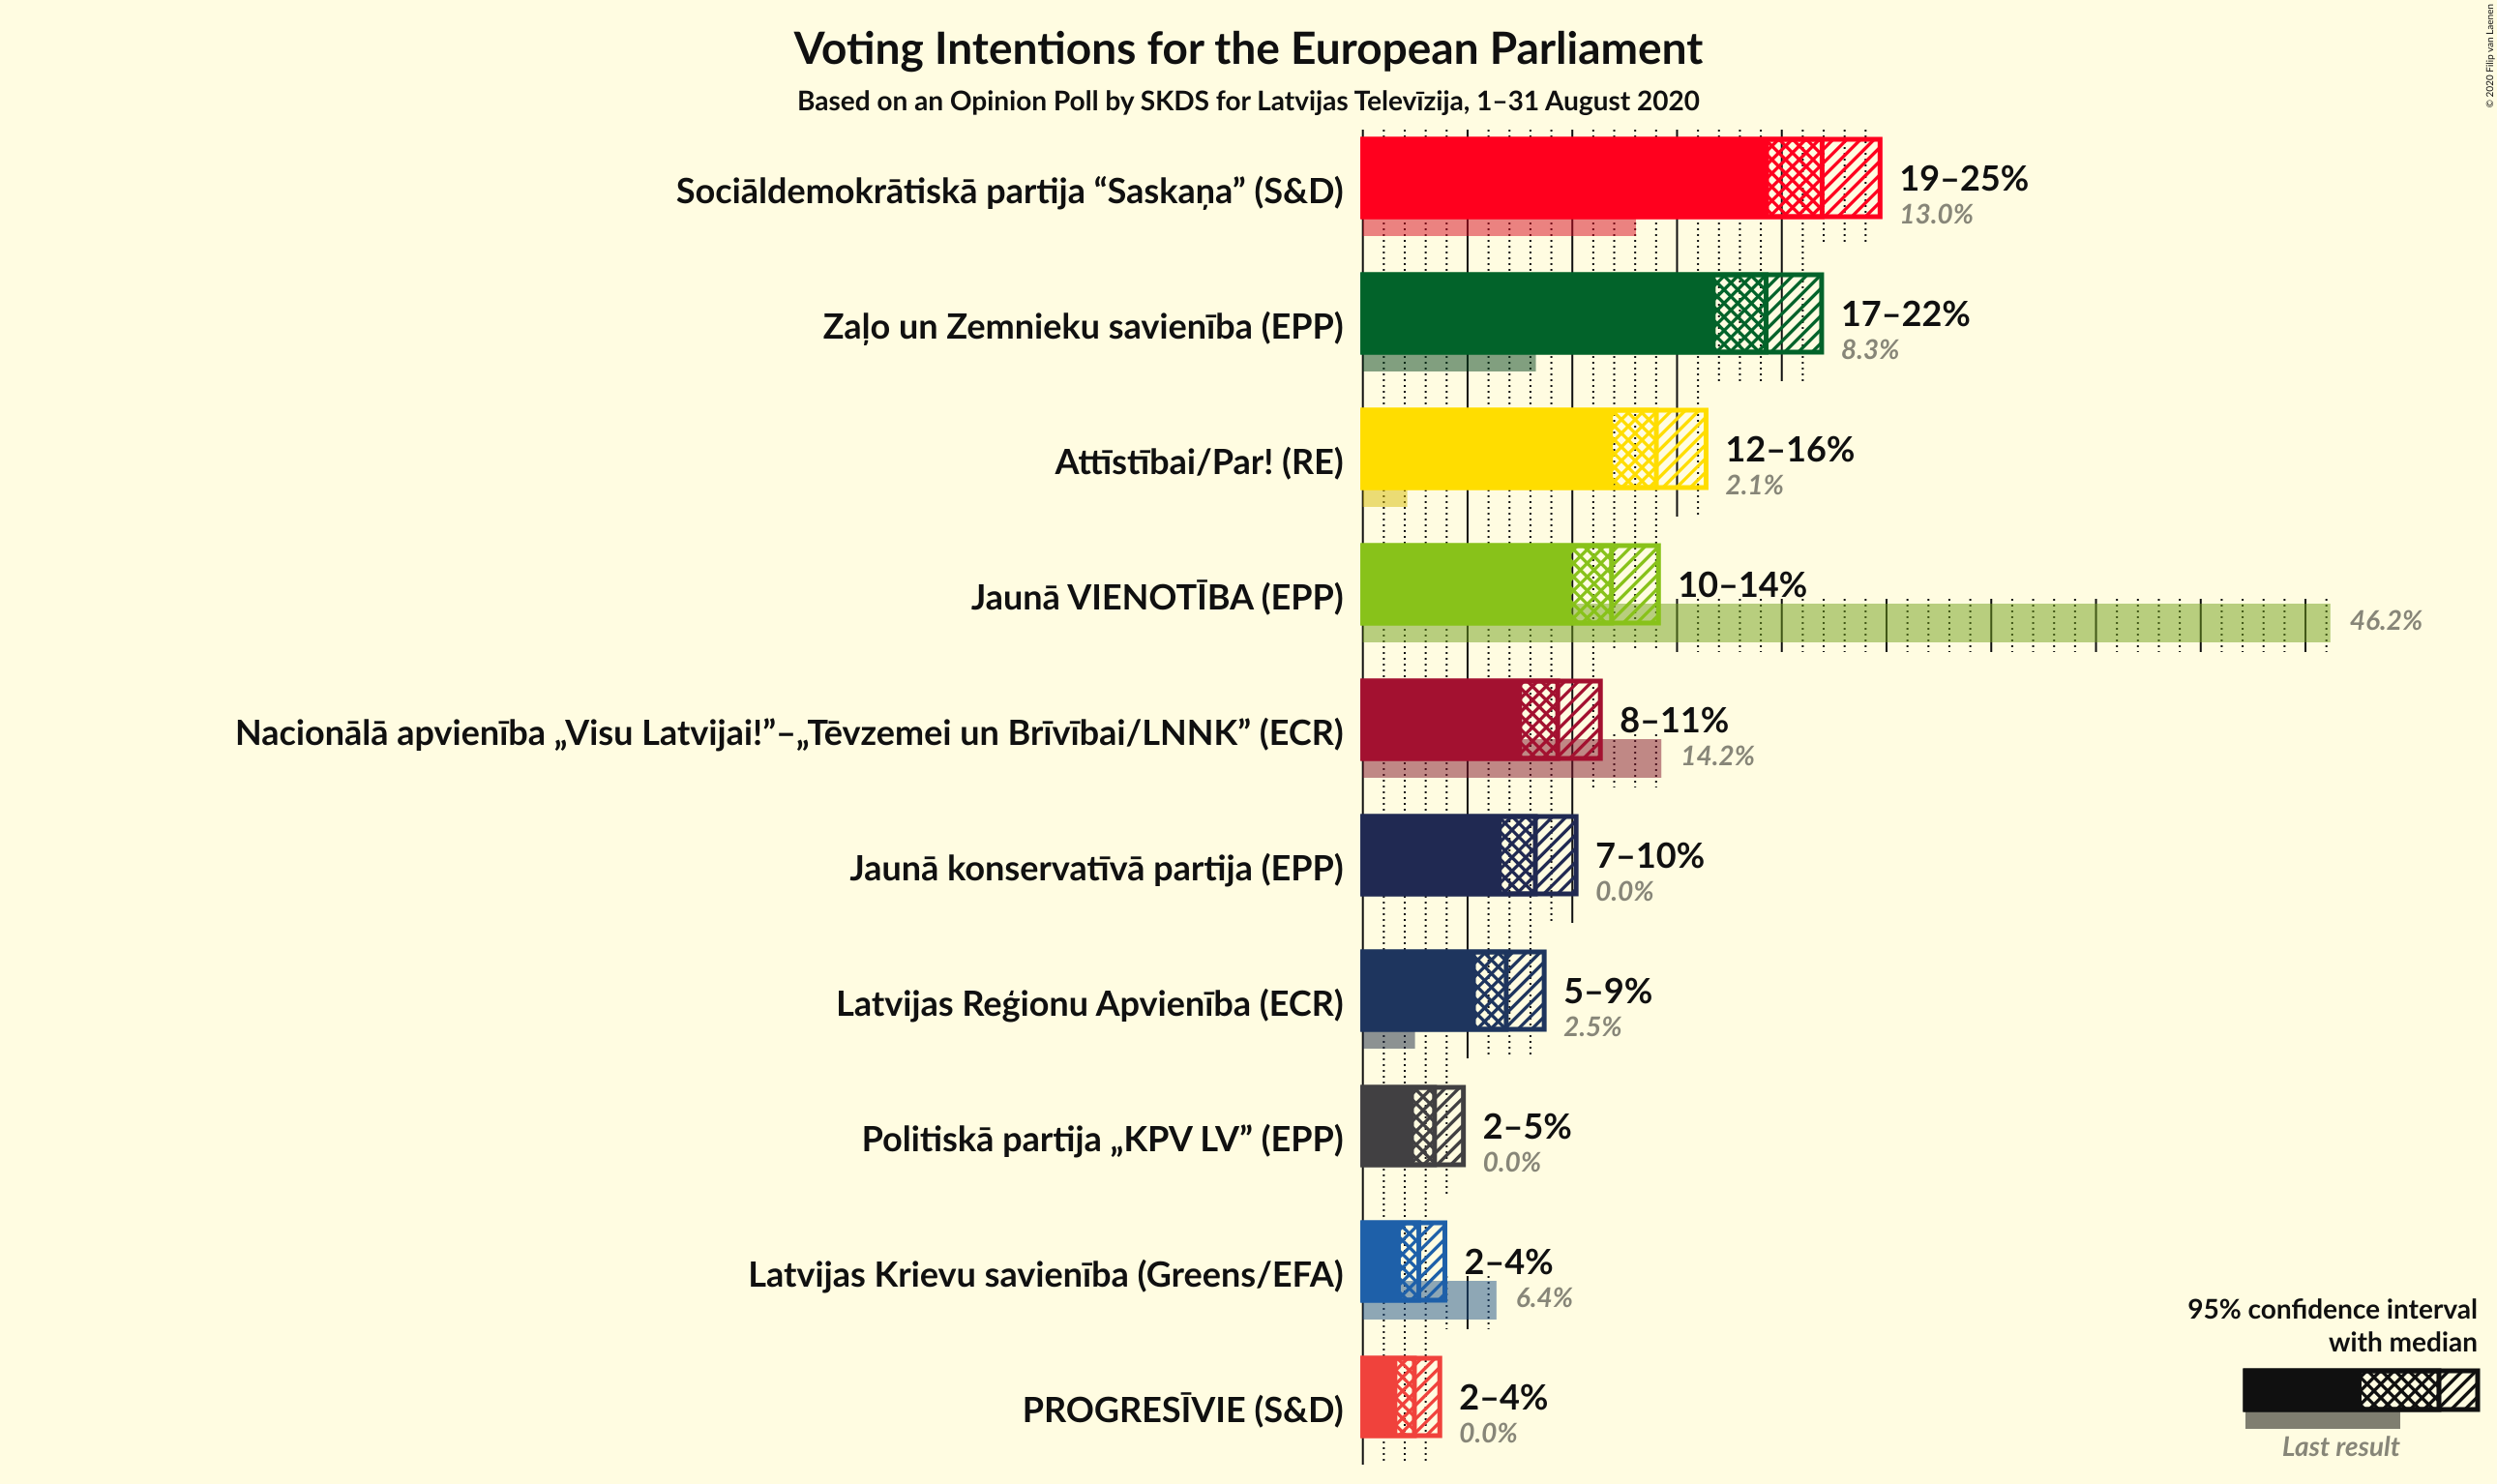 Voting Intentions for the European Parliament
Based on an Opinion Poll by SKDS for Latvijas Televīzija, 1–31 August 2020
© 2020 Filip van Laenen
Sociāldemokrātiskā partija “Saskaņa” (S&D)
19–25%
13.0%
Zaļo un Zemnieku savienība (EPP)
17–22%
8.3%
Attīstībai/Par! (RE)
12–16%
2.1%
Jaunā VIENOTĪBA (EPP)
10–14%
46.2%
Nacionālā apvienība „Visu Latvijai!”–„Tēvzemei un Brīvībai/LNNK” (ECR)
8–11%
14.2%
Jaunā konservatīvā partija (EPP)
7–10%
0.0%
Latvijas Reģionu Apvienība (ECR)
5–9%
2.5%
Politiskā partija „KPV LV” (EPP)
2–5%
0.0%
Latvijas Krievu savienība (Greens/EFA)
2–4%
6.4%
PROGRESĪVIE (S&D)
2–4%
0.0%
95% confidence interval
with median
Last result